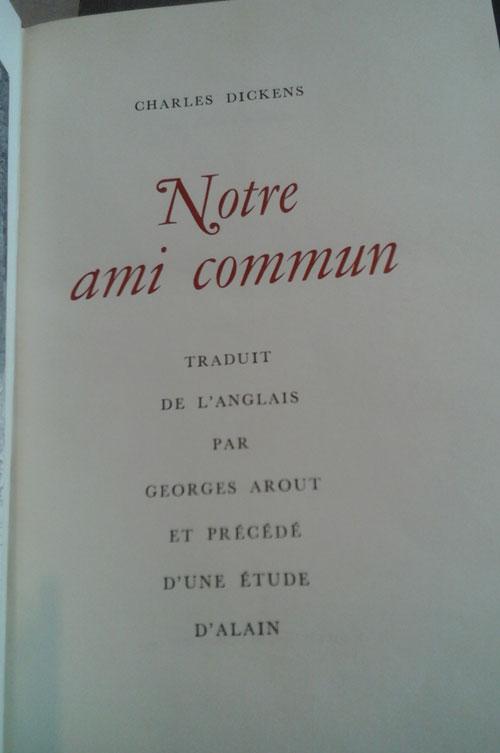 CHARLES DICKENS
Notre
ami commun
TRADUIT
DE L'ANGLAIS
PAR
GEORGES AROUT
ET PRÉCÉDÉ
D'UNE ÉTUDE
D'ALAIN